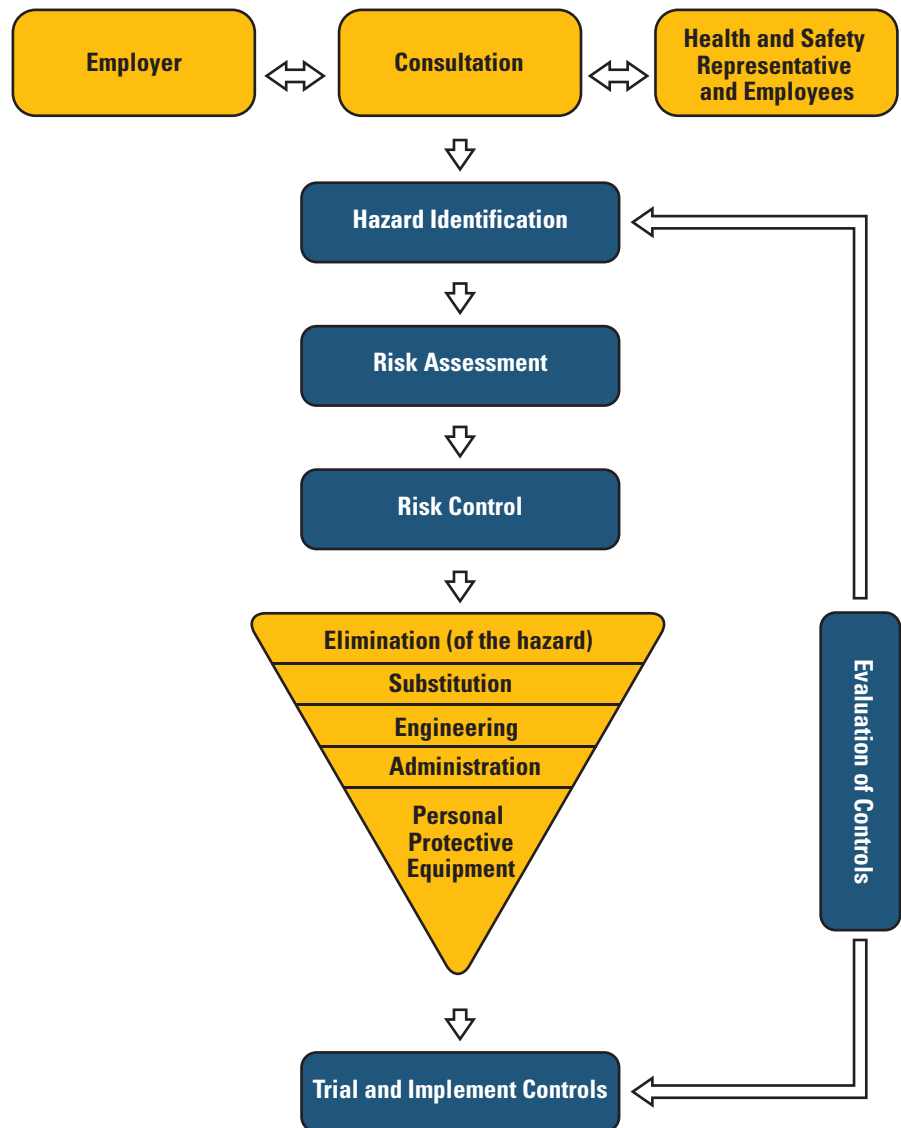 Employer
Consultation
Health and Safety
Representative
and Employees
Hazard Identification
Risk Assessment
Risk Control
Elimination (of the hazard)
Substitution
Engineering
Administration
Personal
Protective
Equipment
Evaluation of Controls
Trial and Implement Controls